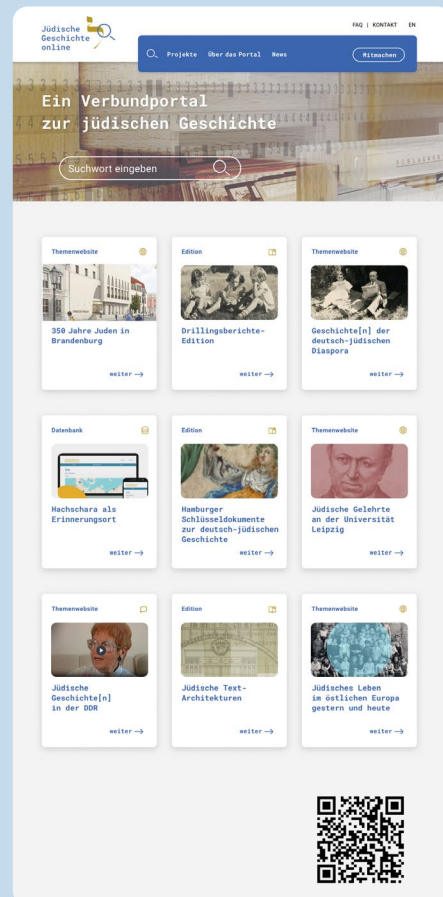 Jüdische
Geschichte
online
FAQ | KONTAKT EN
Projekte Über das Portal News
Mitmachen
Ein Verbundportal
zur jüdischen Geschichte
Suchwort eingeben
Themenwebsite
350 Jahre Juden in
Brandenburg
weiter →
Edition
Drillingsberichte-
Edition
weiter →
Themenwebsite
Geschichte[n] der
deutsch-jüdischen
Diaspora
weiter →
Datenbank
Hachschara als
Erinnerungsort
weiter →
Edition
Hamburger
Schlüsseldokumente
zur deutsch-jüdischen
Geschichte
weiter →
Themenwebsite
Jüdische Gelehrte
an der Universität
Leipzig
weiter →
Themenwebsite
Jüdische
Geschichte[n]
in der DDR
weiter →
Edition
Jüdische Text-
Architekturen
weiter →
Themenwebsite
Jüdisches Leben
im östlichen Europa
gestern und heute
weiter →